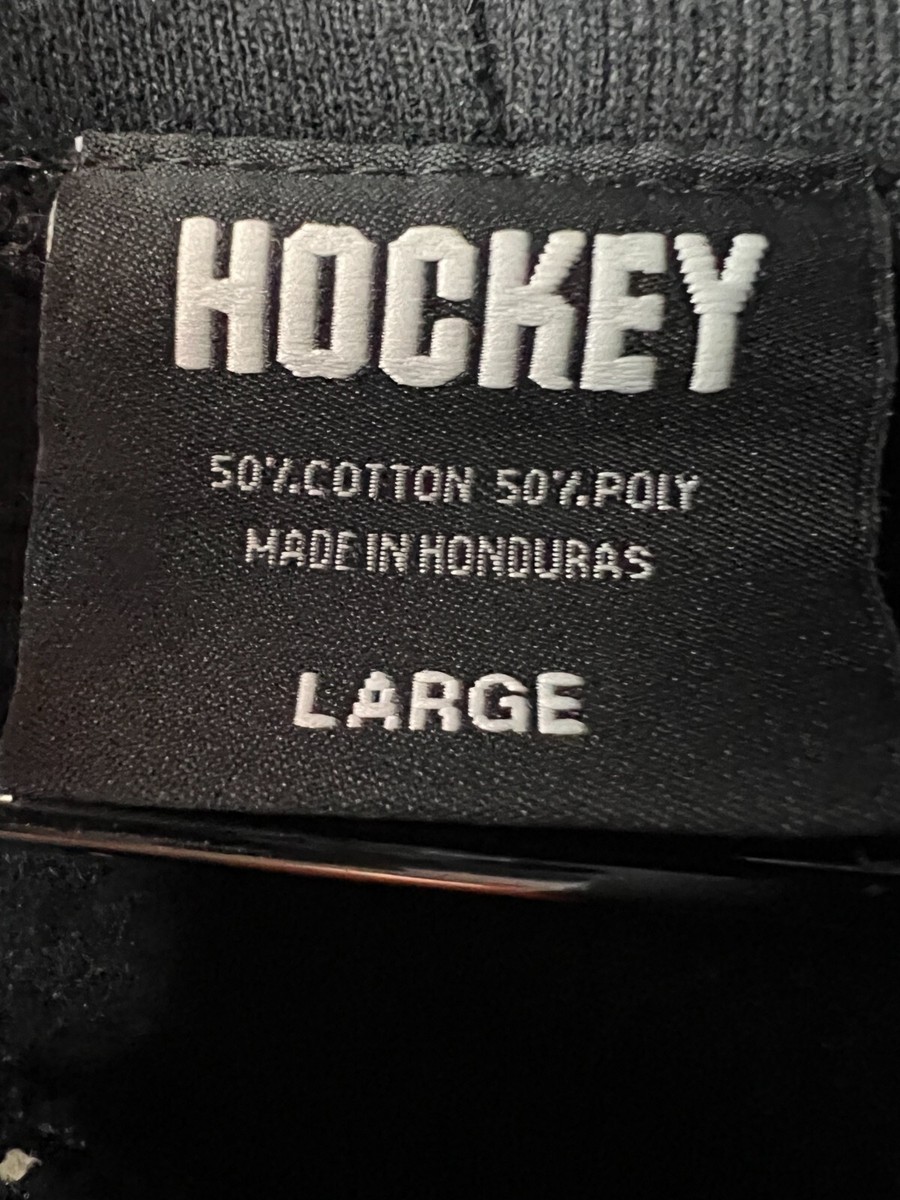 HOCKEY
50%COTTON 50%POLY
MADE IN HONDURAS
LARGE